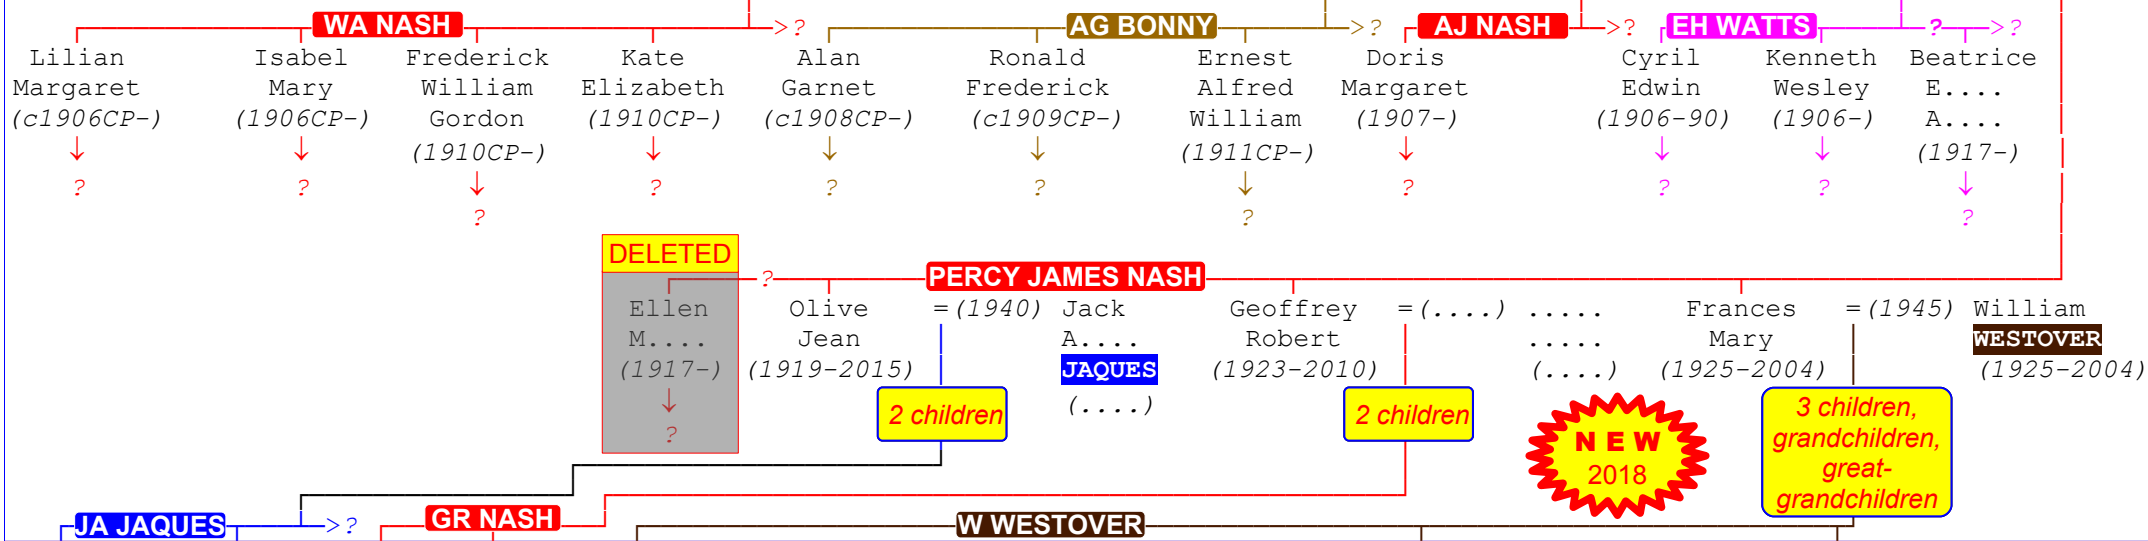 WA NASH >? AG BONNY >? AJ NASH >? EH WATTS ? >?
Lilian Isabel Frederick Kate Alan Ronald Ernest Doris Cyril Kenneth Beatrice
Margaret Mary William Elizabeth Garnet Frederick Alfred Margaret Edwin Wesley E....
(c1906CP-) (1906CP-) Gordon (1910CP-) (c1908CP-) (c1909CP-) William (1907-) (1906-90) (1906-) A....
↓ ↓ (1910CP-) ↓ ↓ ↓ (1911CP-) ↓ ↓ ↓ (1917-)
? ? ↓ ? ? ? ↓ ? ? ? ↓
? ? ?
DELETED
? PERCY JAMES NASH
Ellen Olive =(1940) Jack Geoffrey =(....) ..... Frances =(1945) William
M.... Jean A.... Robert ..... Mary WESTOVER
(1917-) (1919-2015) JAQUES (1923-2010) (....) (1925-2004) (1925-2004)
↓ 2 children (....) 2 children 3 children,
? NEW grandchildren,
2018 great-
grandchildren
JA JAQUES >? GR NASH W WESTOVER